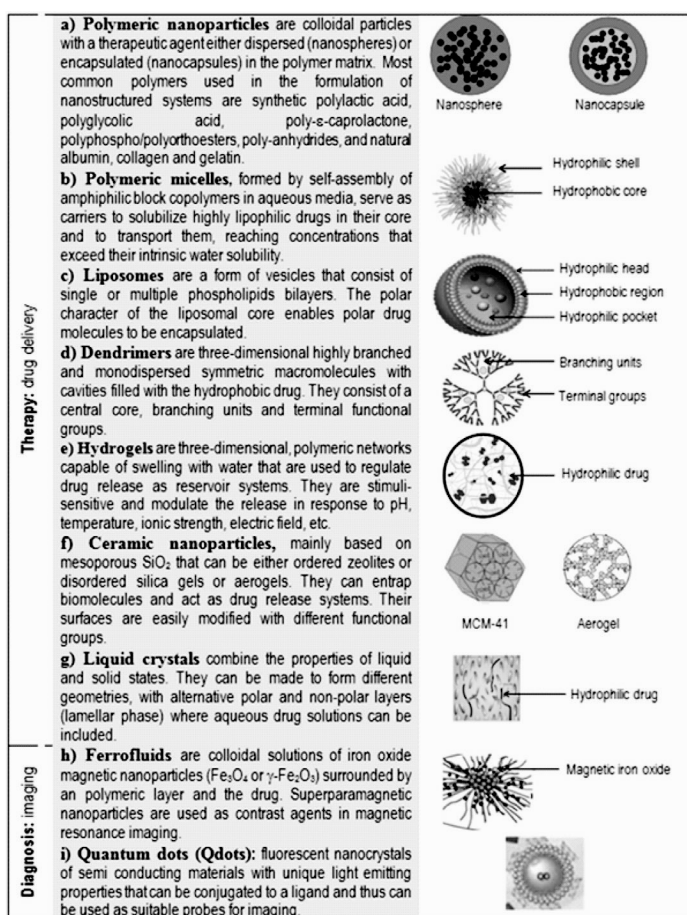 Therapy: drug delivery
a) Polymeric nanoparticles are colloidal particles
with a therapeutic agent either dispersed (nanospheres) or
encapsulated (nanocapsules) in the polymer matrix. Most
common polymers used in the formulation of
nanostructured systems are synthetic polylactic acid,
polyglycolic acid, poly-ε-caprolactone,
polyphospho/polyorthoesters, poly-anhydrides, and natural
albumin, collagen and gelatin.
Nanosphere
Nanocapsule
b) Polymeric micelles, formed by self-assembly of
amphiphilic block copolymers in aqueous media, serve as
carriers to solubilize highly lipophilic drugs in their core
and to transport them, reaching concentrations that
exceed their intrinsic water solubility.
Hydrophilic shell
Hydrophobic core
c) Liposomes are a form of vesicles that consist of
single or multiple phospholipids bilayers. The polar
character of the liposomal core enables polar drug
molecules to be encapsulated.
Hydrophilic head
Hydrophobic region
Hydrophilic pocket
d) Dendrimers are three-dimensional highly branched
and monodispersed symmetric macromolecules with
cavities filled with the hydrophobic drug. They consist of a
central core, branching units and terminal functional
groups.
Branching units
Terminal groups
e) Hydrogels are three-dimensional, polymeric networks
capable of swelling with water that are used to regulate
drug release as reservoir systems. They are stimuli-
sensitive and modulate the release in response to pH,
temperature, ionic strength, electric field, etc.
Hydrophilic drug
f) Ceramic nanoparticles, mainly based on
mesoporous SiO₂ that can be either ordered zeolites or
disordered silica gels or aerogels. They can entrap
biomolecules and act as drug release systems. Their
surfaces are easily modified with different functional
groups.
MCM-41
Aerogel
g) Liquid crystals combine the properties of liquid
and solid states. They can be made to form different
geometries, with alternative polar and non-polar layers
(lamellar phase) where aqueous drug solutions can be
included.
Hydrophilic drug
Diagnosis: imaging
h) Ferrofluids are colloidal solutions of iron oxide
magnetic nanoparticles (Fe₃O₄ or γ-Fe₂O₃) surrounded by
an polymeric layer and the drug. Superparamagnetic
nanoparticles are used as contrast agents in magnetic
resonance imaging.
Magnetic iron oxide
i) Quantum dots (Qdots): fluorescent nanocrystals
of semi conducting materials with unique light emitting
properties that can be conjugated to a ligand and thus can
be used as suitable probes for imaging.